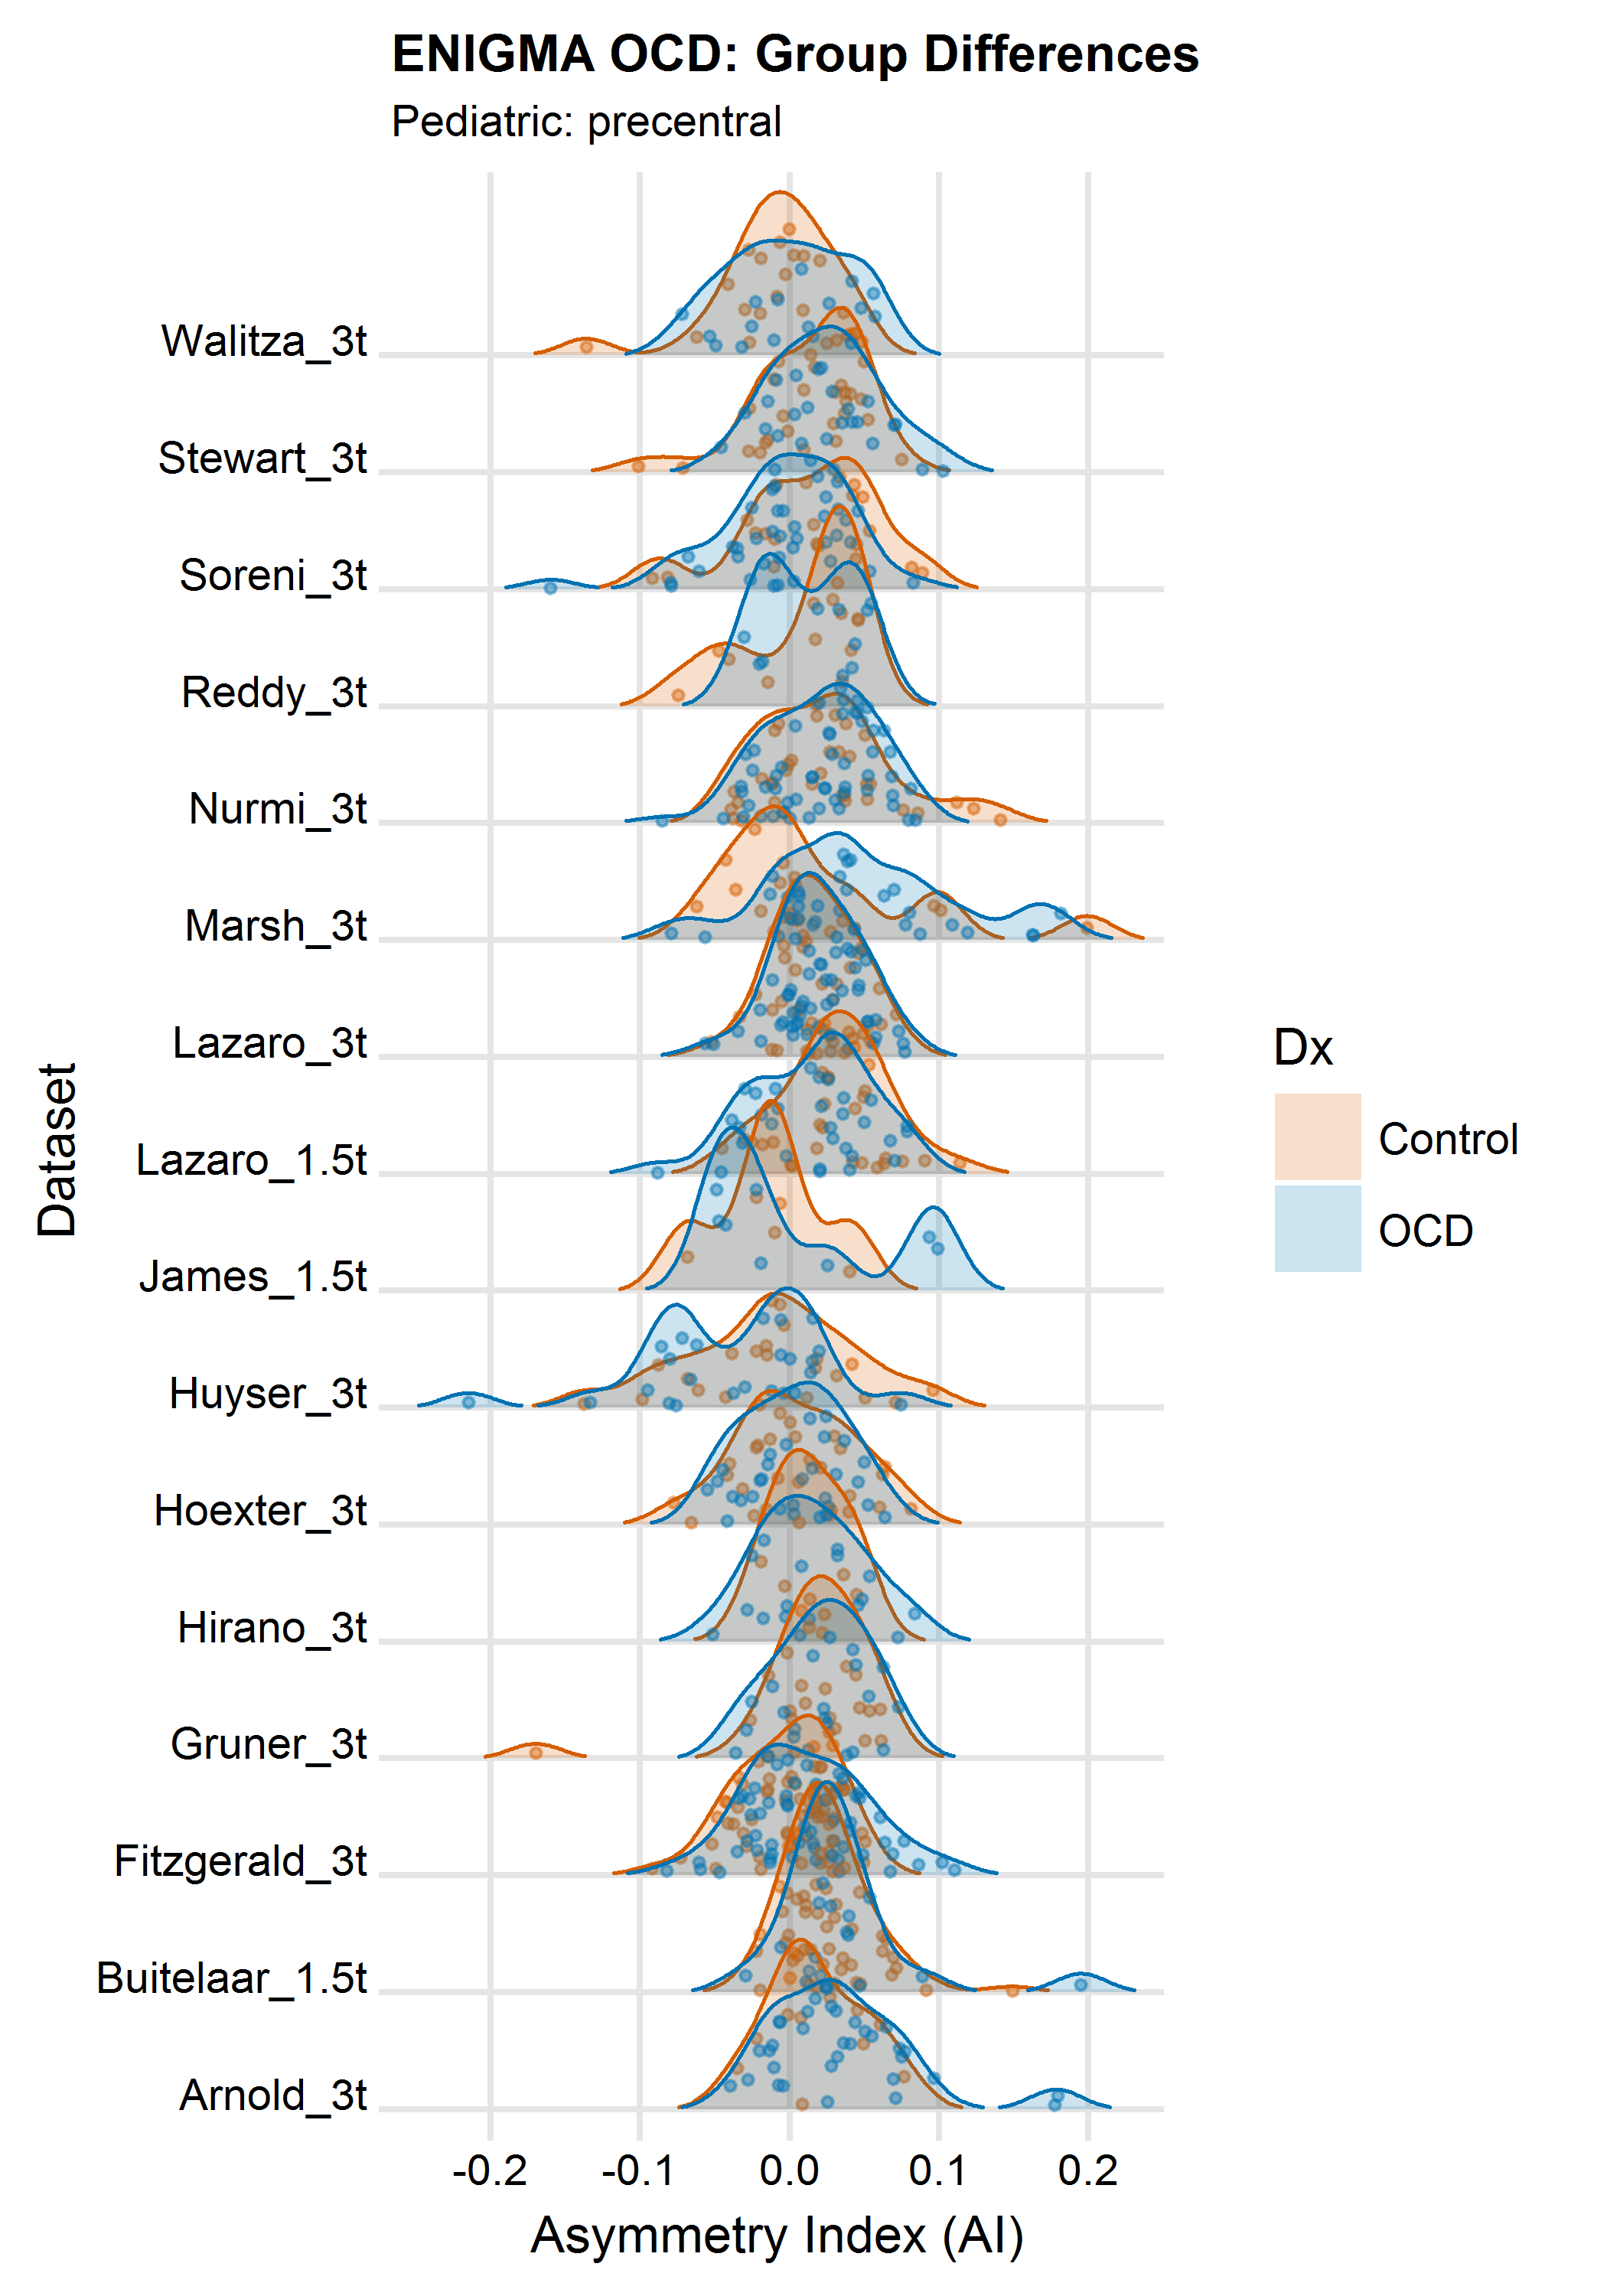 ENIGMA OCD: Group Differences
Pediatric: precentral
Walitza_3t
Stewart_3t
Soreni_3t
Reddy_3t
Nurmi_3t
Marsh_3t
Lazaro_3t
Lazaro_1.5t
James_1.5t
Huyser_3t
Hoexter_3t
Hirano_3t
Gruner_3t
Fitzgerald_3t
Buitelaar_1.5t
Arnold_3t
Dataset
-0.2 -0.1 0.0 0.1 0.2
Asymmetry Index (AI)
Dx
Control
OCD